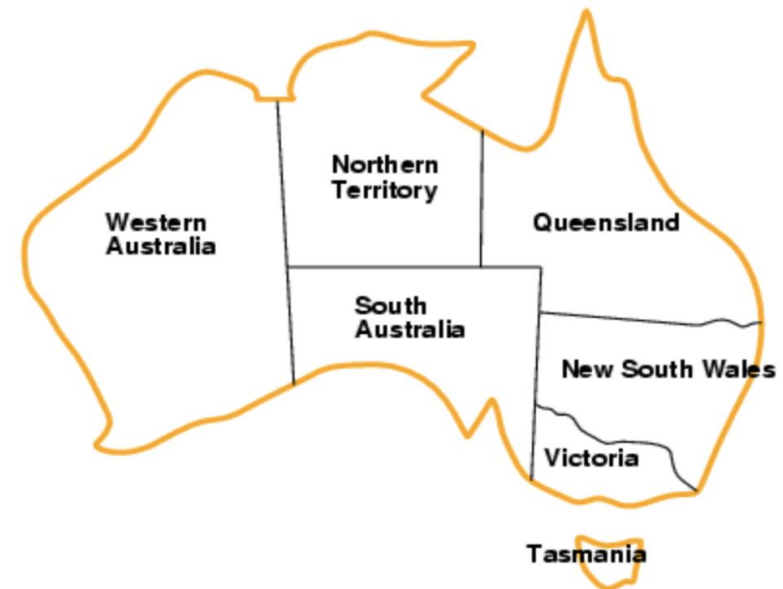 Northern
Territory
Western
Australia
Queensland
South
Australia
New South Wales
Victoria
Tasmania